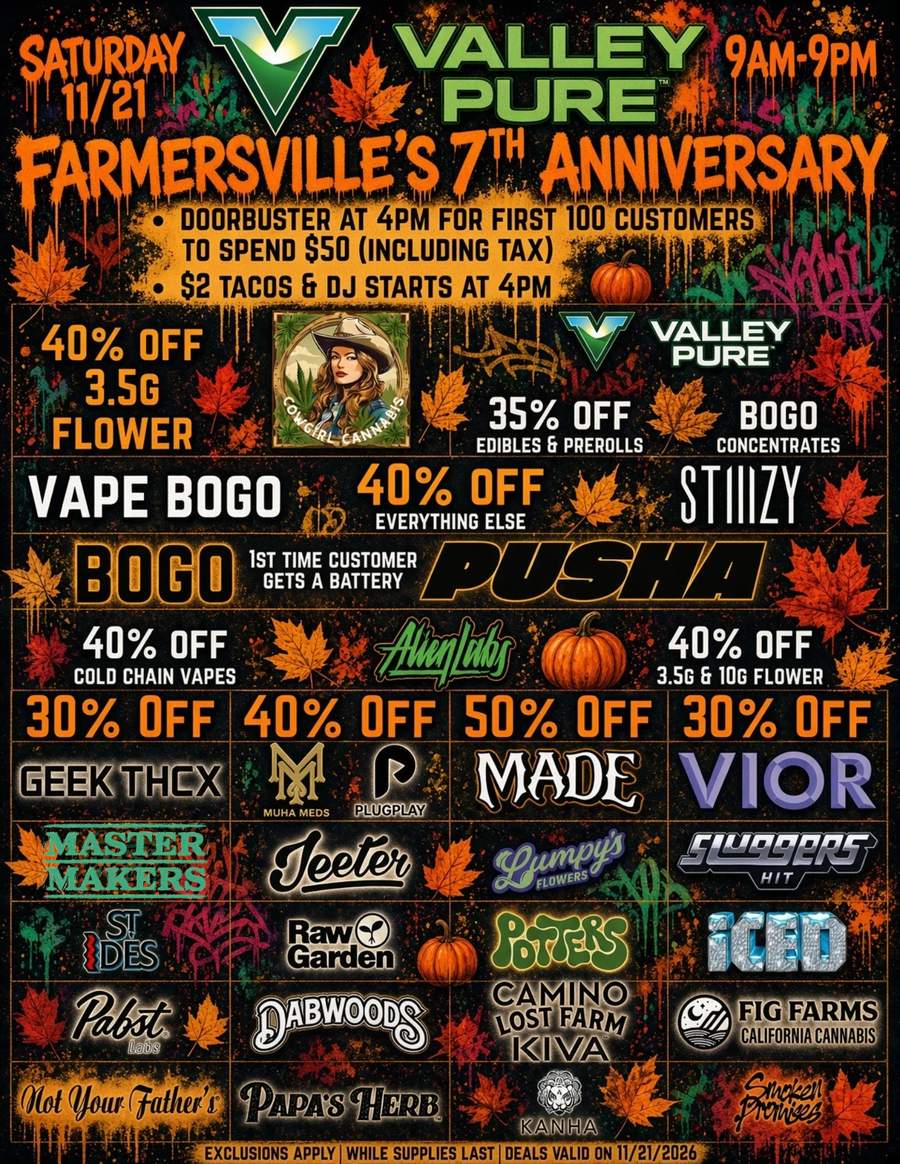 SATURDAY
11/21
VALLEY
PURE™
9AM-9PM
FARMERSVILLE'S 7TH ANNIVERSARY
• DOORBUSTER AT 4PM FOR FIRST 100 CUSTOMERS
TO SPEND $50 (INCLUDING TAX)
• $2 TACOS & DJ STARTS AT 4PM
40% OFF
3.5G
FLOWER
COWGIRL CANNABIS
VALLEY
PURE
35% OFF
EDIBLES & PREROLLS
BOGO
CONCENTRATES
VAPE BOGO
40% OFF
EVERYTHING ELSE
STIIIZY
BOGO
1ST TIME CUSTOMER
GETS A BATTERY
PUSHA
40% OFF
COLD CHAIN VAPES
Alien Labs
40% OFF
3.5G & 10G FLOWER
30% OFF
40% OFF
50% OFF
30% OFF
GEEK THCX
MUHA MEDS
PLUGPLAY
MADE
VIOR
MASTER
MAKERS
Jeeter
Lumpy's
FLOWERS
SLUGGERS
HIT
ST
IDES
Raw
Garden
POTTERS
ICED
Pabst
Labs
DABWOODS
CAMINO
LOST FARM
KIVA
FIG FARMS
CALIFORNIA CANNABIS
Not Your Father's
PAPA'S HERB
KANHA
Smoken
Promises
EXCLUSIONS APPLY | WHILE SUPPLIES LAST | DEALS VALID ON 11/21/2026